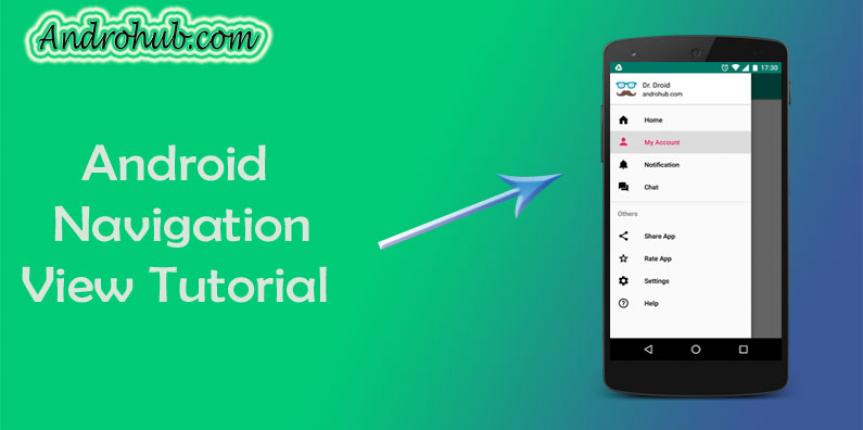 Androhub.com
Android
Navigation
View Tutorial
17:30
Dr. Droid
androhub.com
Home
My Account
Notification
Chat
Others
Share App
Rate App
Settings
Help